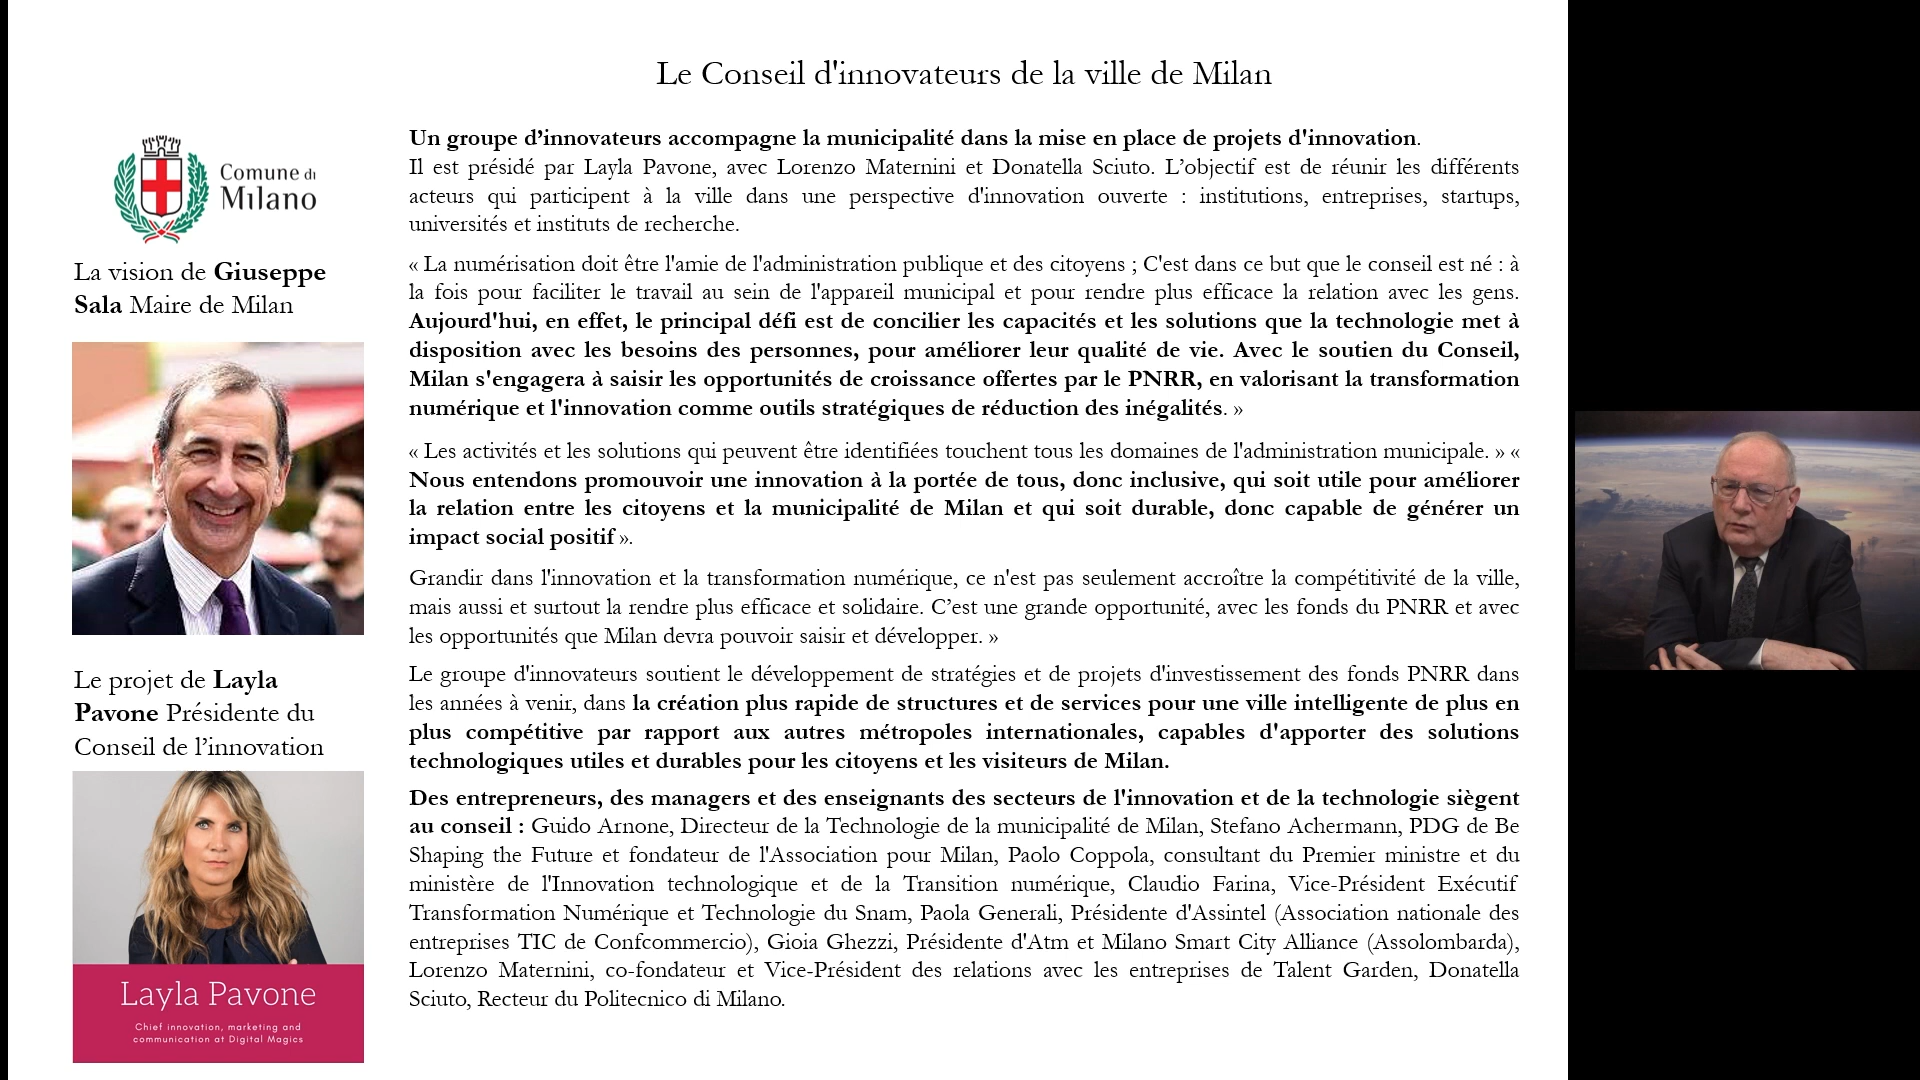 Le Conseil d'innovateurs de la ville de Milan
Comune di
Milano
La vision de Giuseppe
Sala Maire de Milan
Le projet de Layla
Pavone Présidente du
Conseil de l’innovation
Layla Pavone
Chief innovation, marketing and
communication at Digital Magics
Un groupe d’innovateurs accompagne la municipalité dans la mise en place de projets d'innovation.
Il est présidé par Layla Pavone, avec Lorenzo Maternini et Donatella Sciuto. L’objectif est de réunir les différents
acteurs qui participent à la ville dans une perspective d'innovation ouverte : institutions, entreprises, startups,
universités et instituts de recherche.
« La numérisation doit être l'amie de l'administration publique et des citoyens ; C'est dans ce but que le conseil est né : à
la fois pour faciliter le travail au sein de l'appareil municipal et pour rendre plus efficace la relation avec les gens.
Aujourd'hui, en effet, le principal défi est de concilier les capacités et les solutions que la technologie met à
disposition avec les besoins des personnes, pour améliorer leur qualité de vie. Avec le soutien du Conseil,
Milan s'engagera à saisir les opportunités de croissance offertes par le PNRR, en valorisant la transformation
numérique et l'innovation comme outils stratégiques de réduction des inégalités. »
« Les activités et les solutions qui peuvent être identifiées touchent tous les domaines de l'administration municipale. » «
Nous entendons promouvoir une innovation à la portée de tous, donc inclusive, qui soit utile pour améliorer
la relation entre les citoyens et la municipalité de Milan et qui soit durable, donc capable de générer un
impact social positif ».
Grandir dans l'innovation et la transformation numérique, ce n'est pas seulement accroître la compétitivité de la ville,
mais aussi et surtout la rendre plus efficace et solidaire. C’est une grande opportunité, avec les fonds du PNRR et avec
les opportunités que Milan devra pouvoir saisir et développer. »
Le groupe d'innovateurs soutient le développement de stratégies et de projets d'investissement des fonds PNRR dans
les années à venir, dans la création plus rapide de structures et de services pour une ville intelligente de plus en
plus compétitive par rapport aux autres métropoles internationales, capables d'apporter des solutions
technologiques utiles et durables pour les citoyens et les visiteurs de Milan.
Des entrepreneurs, des managers et des enseignants des secteurs de l'innovation et de la technologie siègent
au conseil : Guido Arnone, Directeur de la Technologie de la municipalité de Milan, Stefano Achermann, PDG de Be
Shaping the Future et fondateur de l'Association pour Milan, Paolo Coppola, consultant du Premier ministre et du
ministère de l'Innovation technologique et de la Transition numérique, Claudio Farina, Vice-Président Exécutif
Transformation Numérique et Technologie du Snam, Paola Generali, Présidente d'Assintel (Association nationale des
entreprises TIC de Confcommercio), Gioia Ghezzi, Présidente d'Atm et Milano Smart City Alliance (Assolombarda),
Lorenzo Maternini, co-fondateur et Vice-Président des relations avec les entreprises de Talent Garden, Donatella
Sciuto, Recteur du Politecnico di Milano.